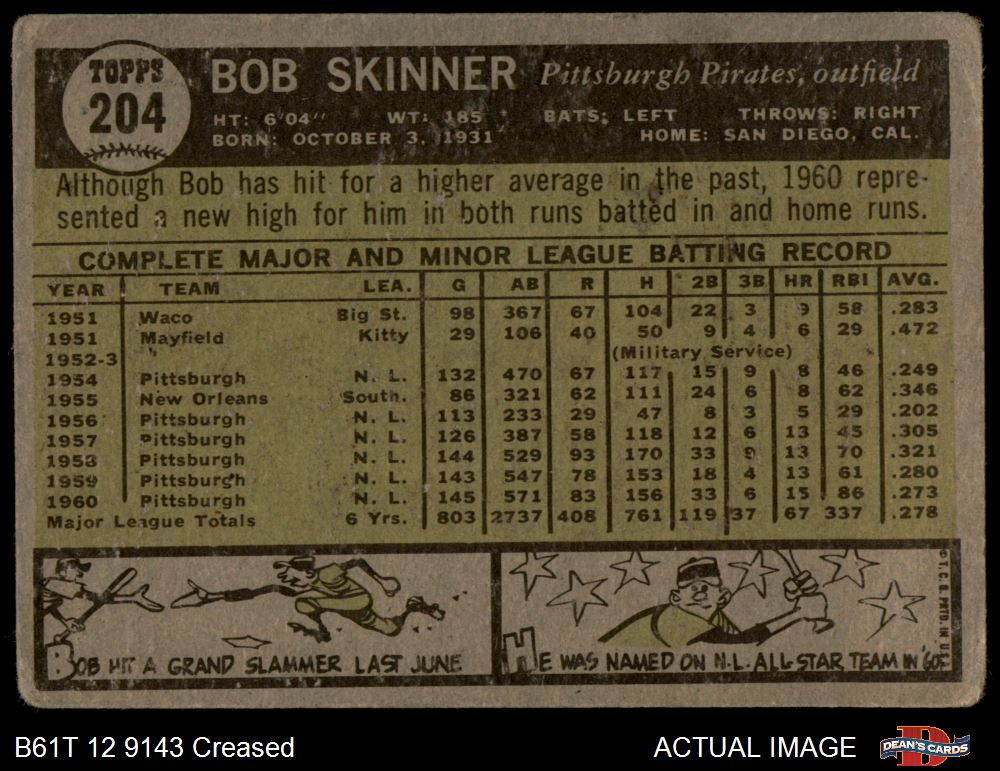 TOPPS
204
BOB SKINNER Pittsburgh Pirates, outfield
HT: 6'04" WT: 185 BATS: LEFT THROWS: RIGHT
BORN: OCTOBER 3, 1931 HOME: SAN DIEGO, CAL.
Although Bob has hit for a higher average in the past, 1960 repre-
sented a new high for him in both runs batted in and home runs.
COMPLETE MAJOR AND MINOR LEAGUE BATTING RECORD
YEAR TEAM LEA. G AB R H 2B 3B HR RBI AVG.
1951 Waco Big St. 98 367 67 104 22 3 9 58 .283
1951 Mayfield Kitty 29 106 40 50 9 4 6 29 .472
1952-3 " (Military Service)
1954 Pittsburgh N. L. 132 470 67 117 15 9 8 46 .249
1955 New Orleans South. 86 321 62 111 24 6 8 62 .346
1956 Pittsburgh N. L. 113 233 29 47 8 3 5 29 .202
1957 Pittsburgh N. L. 126 387 58 118 12 6 13 45 .305
1958 Pittsburgh N. L. 144 529 93 170 33 9 13 70 .321
1959 Pittsburgh N. L. 143 547 78 153 18 4 13 61 .280
1960 Pittsburgh N. L. 145 571 83 156 33 6 15 86 .273
Major League Totals 6 Yrs. 803 2737 408 761 119 37 67 337 .278
BOB HIT A GRAND SLAMMER LAST JUNE
HE WAS NAMED ON N.L. ALL-STAR TEAM IN '60!
© T. C. G. PRTD. IN U.S.
B61T 12 9143 Creased
ACTUAL IMAGE
DEAN'S CARDS